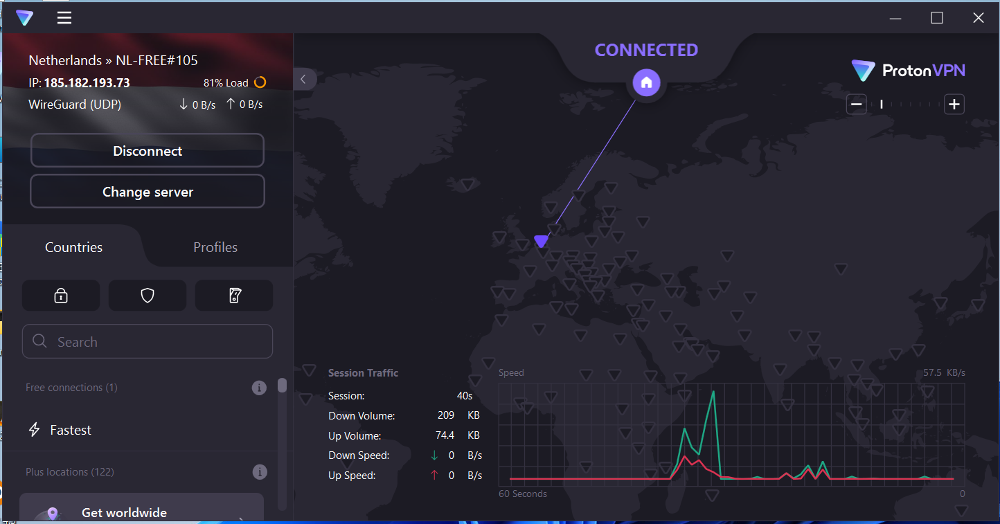 Netherlands » NL-FREE#105
IP: 185.182.193.73
81% Load
WireGuard (UDP)
0 B/s
0 B/s
Disconnect
Change server
Countries
Profiles
Search
Free connections (1)
Fastest
Plus locations (122)
Get worldwide
CONNECTED
ProtonVPN
Session Traffic
Session: 40s
Down Volume: 209 KB
Up Volume: 74.4 KB
Down Speed: 0 B/s
Up Speed: 0 B/s
Speed
57.5 KB/s
60 Seconds
0